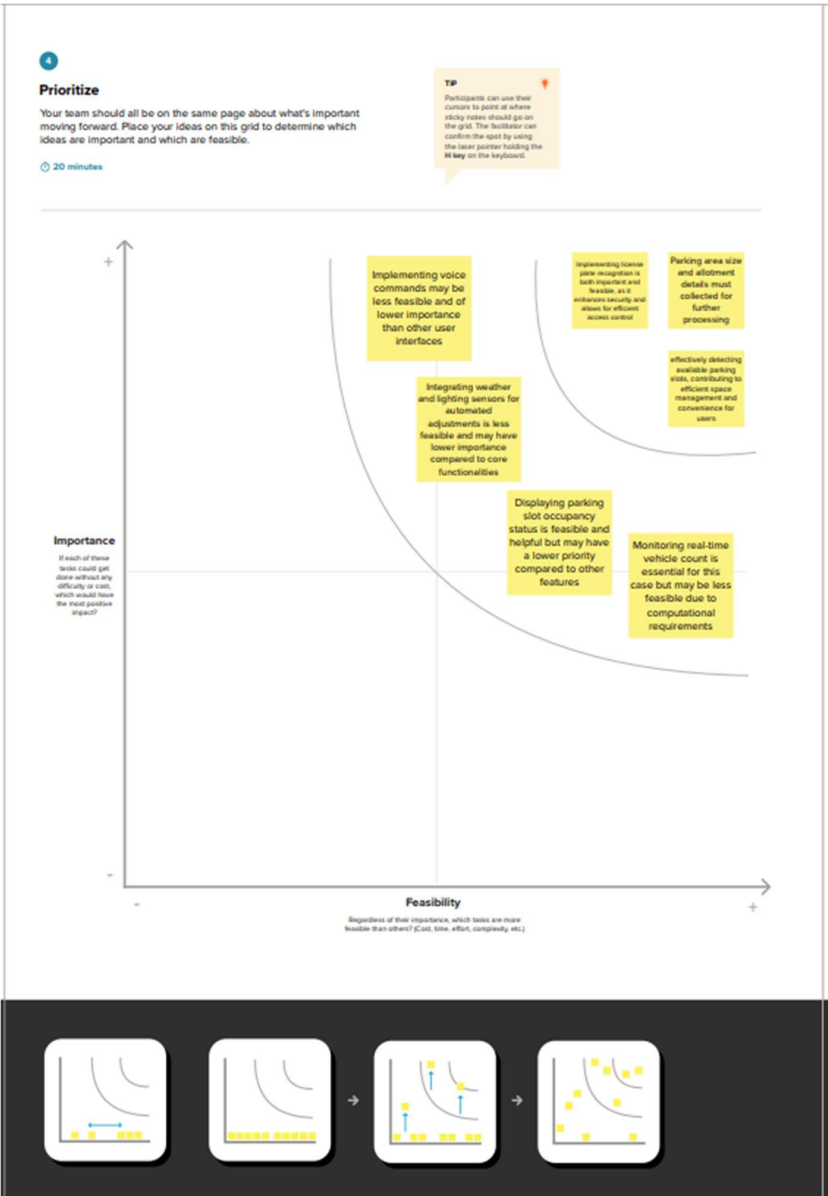 4
Prioritize
Your team should all be on the same page about what's important
moving forward. Place your ideas on this grid to determine which
ideas are important and which are feasible.
20 minutes
TIP
Participants can use their
cursors to point at where
sticky notes should go on
the grid. The facilitator can
confirm the spot by using
the laser pointer holding the
H key on the keyboard.
+
Implementing voice
commands may be
less feasible and of
lower importance
than other user
interfaces
Implementing license
plate recognition is
both important and
feasible, as it
enhances security and
allows for efficient
access control
Parking area size
and allotment
details must
collected for
further
processing
effectively detecting
available parking
slots, contributing to
efficient space
management and
convenience for
users
Integrating weather
and lighting sensors for
automated
adjustments is less
feasible and may have
lower importance
compared to core
functionalities
Displaying parking
slot occupancy
status is feasible and
helpful but may have
a lower priority
compared to other
features
Monitoring real-time
vehicle count is
essential for this
case but may be less
feasible due to
computational
requirements
Importance
If each of these
tasks could get
done without any
difficulty or cost,
which would have
the most positive
impact?
-
-
Feasibility
+
Regardless of their importance, which tasks are more
feasible than others? (Cost, time, effort, complexity, etc.)